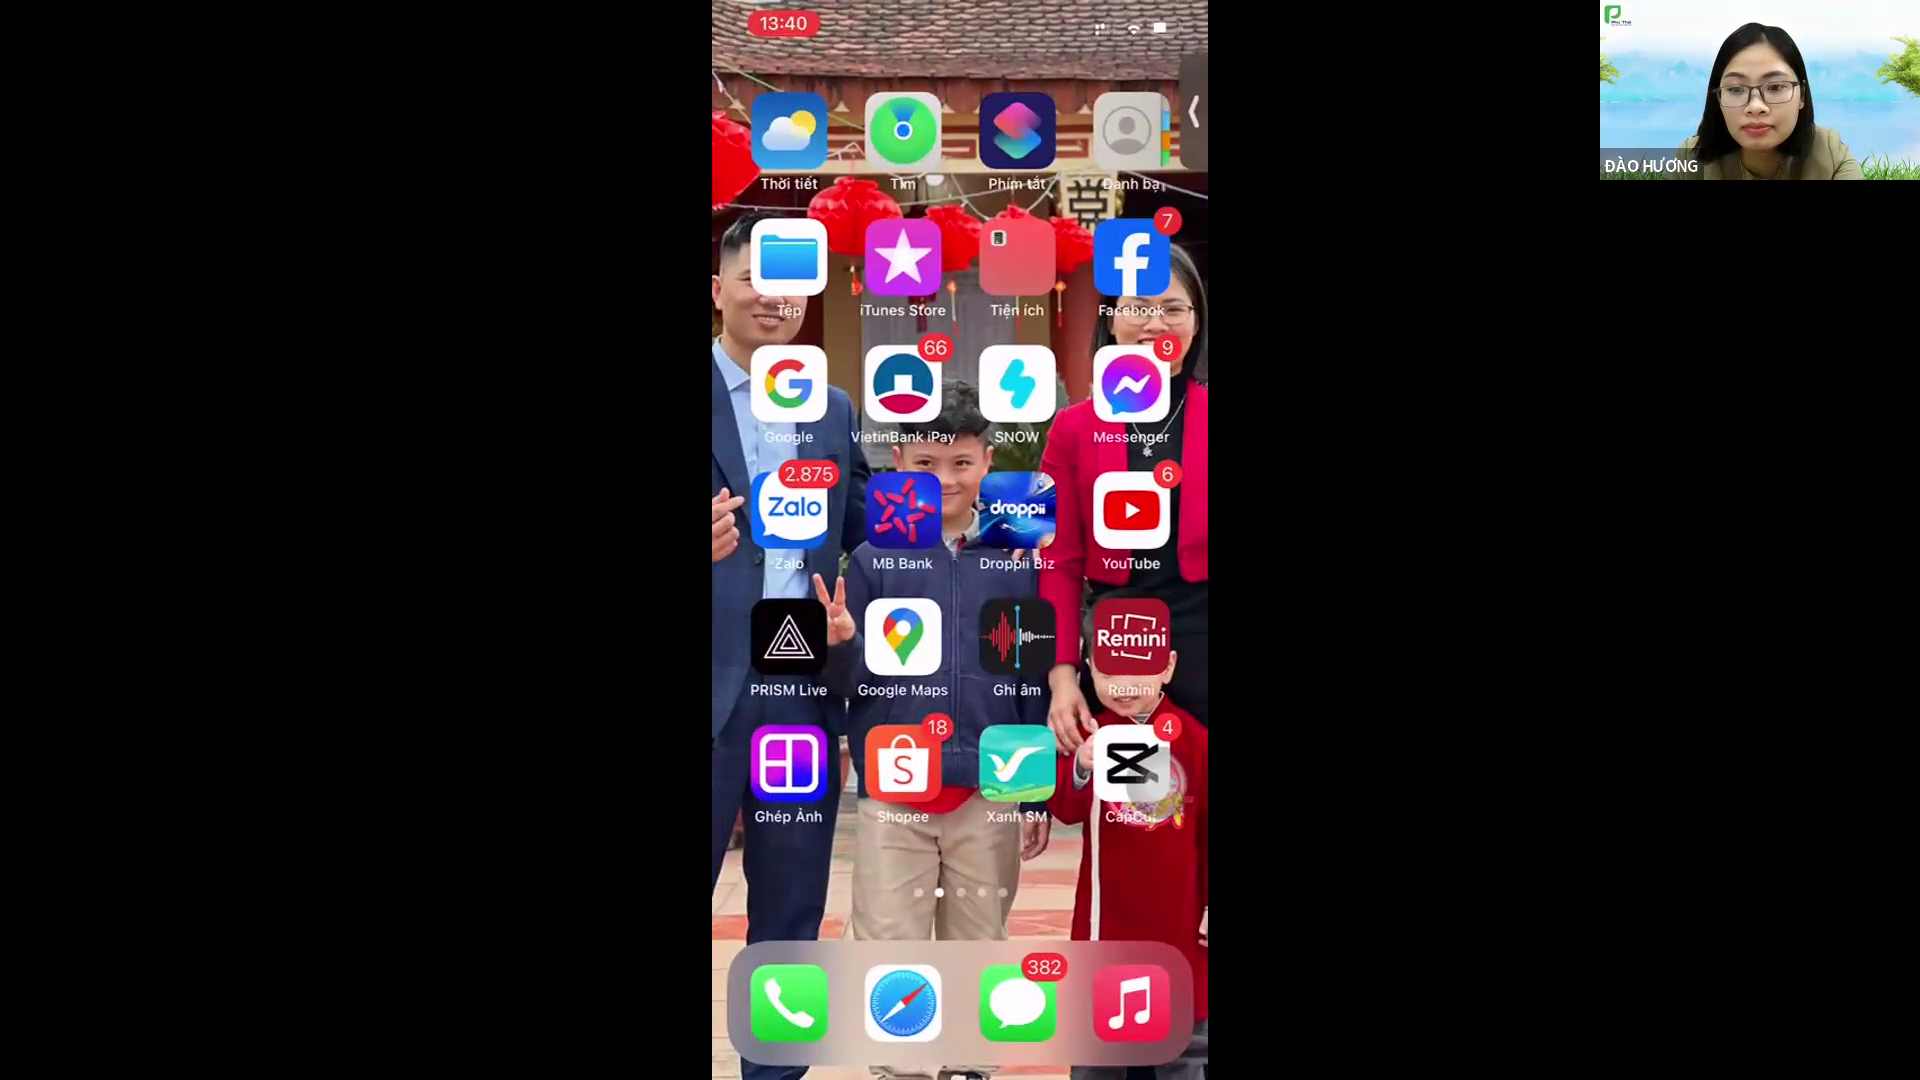 13:40
Thời tiết
Tìm
Phím tắt
Danh bạ
7
Tệp
iTunes Store
Tiện ích
Facebook
66
9
Google
VietinBank iPay
SNOW
Messenger
2.875
6
Zalo
droppii
Zalo
MB Bank
Droppii Biz
YouTube
Remini
PRISM Live
Google Maps
Ghi âm
Remini
18
4
S
Ghép Ảnh
Shopee
Xanh SM
CapCut
382
ĐÀO HƯƠNG